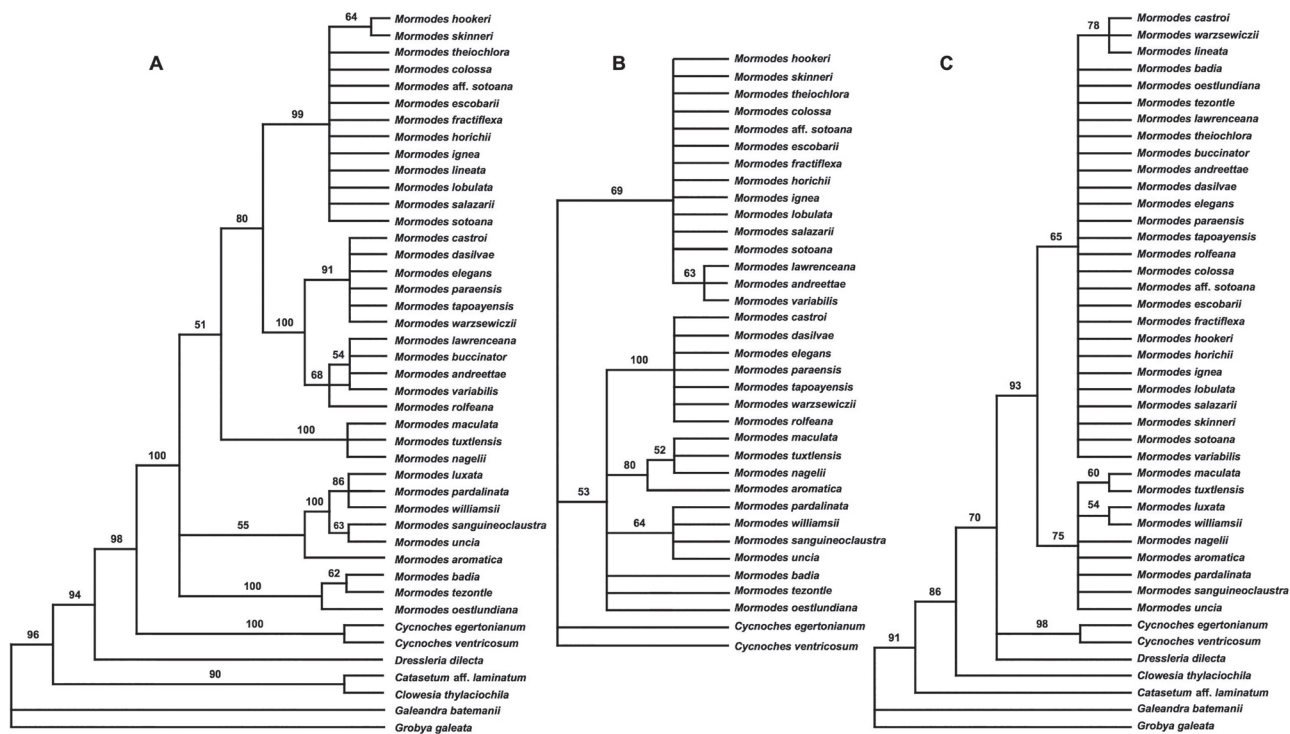 A
64
99
80
91
100
54
68
51
100
100
86
100
63
55
98
62
100
94
100
96
90
Mormodes hookeri
Mormodes skinneri
Mormodes theiochlora
Mormodes colossa
Mormodes aff. sotoana
Mormodes escobarii
Mormodes fractiflexa
Mormodes horichii
Mormodes ignea
Mormodes lineata
Mormodes lobulata
Mormodes salazarii
Mormodes sotoana
Mormodes castroi
Mormodes dasilvae
Mormodes elegans
Mormodes paraensis
Mormodes tapoayensis
Mormodes warzsewiczii
Mormodes lawrenceana
Mormodes buccinator
Mormodes andreettae
Mormodes variabilis
Mormodes rolfeana
Mormodes maculata
Mormodes tuxtlensis
Mormodes nagelii
Mormodes luxata
Mormodes pardalinata
Mormodes williamsii
Mormodes sanguineoclaustra
Mormodes uncia
Mormodes aromatica
Mormodes badia
Mormodes tezontle
Mormodes oestlundiana
Cycnoches egertonianum
Cycnoches ventricosum
Dressleria dilecta
Catasetum aff. laminatum
Clowesia thylaciochila
Galeandra batemanii
Grobya galeata
B
69
63
100
52
80
53
64
Mormodes hookeri
Mormodes skinneri
Mormodes theiochlora
Mormodes colossa
Mormodes aff. sotoana
Mormodes escobarii
Mormodes fractiflexa
Mormodes horichii
Mormodes ignea
Mormodes lobulata
Mormodes salazarii
Mormodes sotoana
Mormodes lawrenceana
Mormodes andreettae
Mormodes variabilis
Mormodes castroi
Mormodes dasilvae
Mormodes elegans
Mormodes paraensis
Mormodes tapoayensis
Mormodes warzsewiczii
Mormodes rolfeana
Mormodes maculata
Mormodes tuxtlensis
Mormodes nagelii
Mormodes aromatica
Mormodes pardalinata
Mormodes williamsii
Mormodes sanguineoclaustra
Mormodes uncia
Mormodes badia
Mormodes tezontle
Mormodes oestlundiana
Cycnoches egertonianum
Cycnoches ventricosum
C
78
65
93
60
54
75
70
86
98
91
Mormodes castroi
Mormodes warzsewiczii
Mormodes lineata
Mormodes badia
Mormodes oestlundiana
Mormodes tezontle
Mormodes lawrenceana
Mormodes theiochlora
Mormodes buccinator
Mormodes andreettae
Mormodes dasilvae
Mormodes elegans
Mormodes paraensis
Mormodes tapoayensis
Mormodes rolfeana
Mormodes colossa
Mormodes aff. sotoana
Mormodes escobarii
Mormodes fractiflexa
Mormodes hookeri
Mormodes horichii
Mormodes ignea
Mormodes lobulata
Mormodes salazarii
Mormodes skinneri
Mormodes sotoana
Mormodes variabilis
Mormodes maculata
Mormodes tuxtlensis
Mormodes luxata
Mormodes williamsii
Mormodes nagelii
Mormodes aromatica
Mormodes pardalinata
Mormodes sanguineoclaustra
Mormodes uncia
Cycnoches egertonianum
Cycnoches ventricosum
Dressleria dilecta
Clowesia thylaciochila
Catasetum aff. laminatum
Galeandra batemanii
Grobya galeata